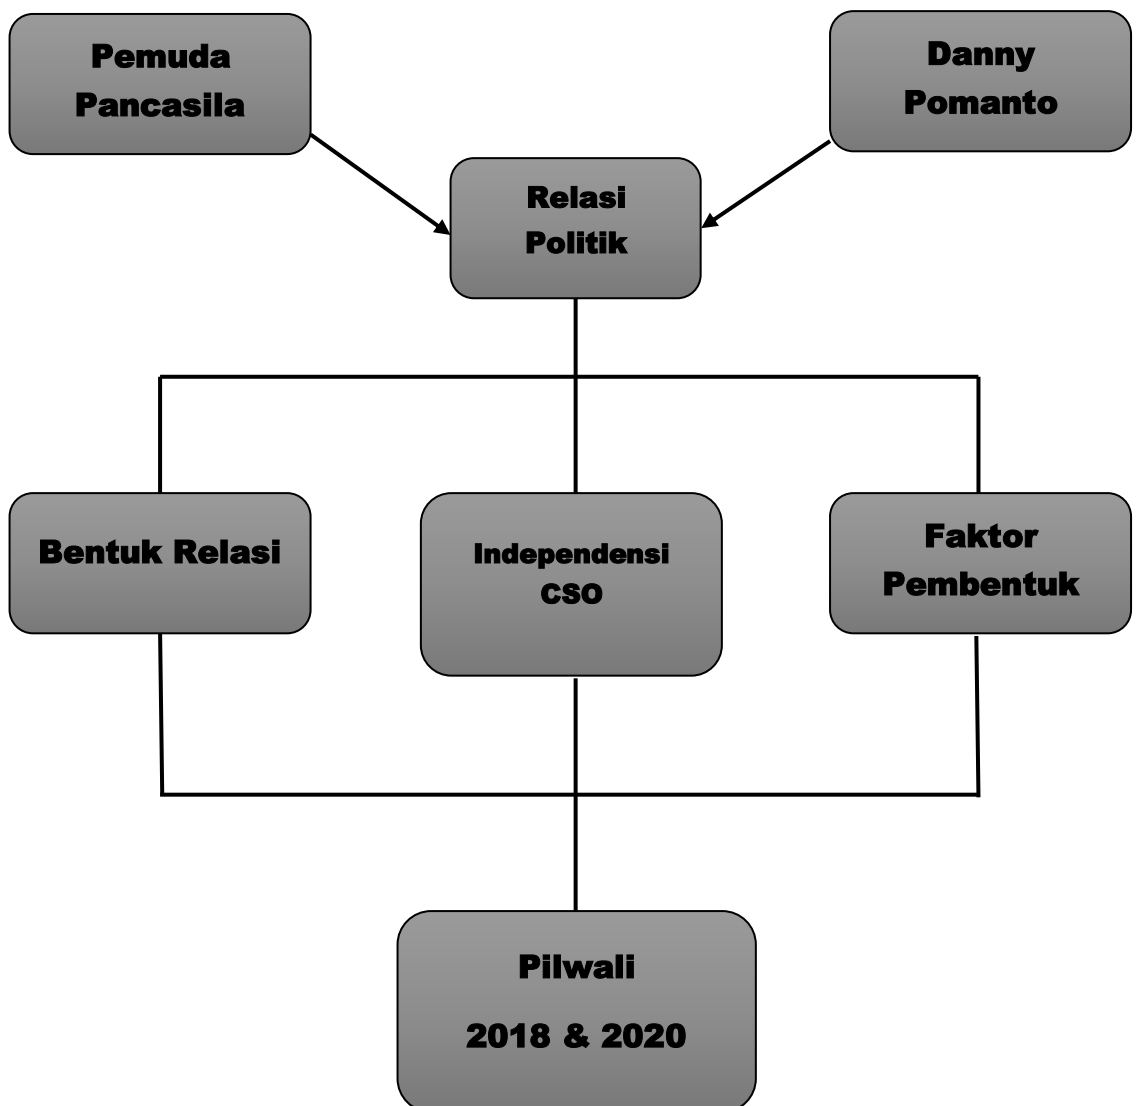 Pemuda
Pancasila
Danny
Pomanto
Relasi
Politik
Bentuk Relasi
Independensi
CSO
Faktor
Pembentuk
Pilwali
2018 & 2020